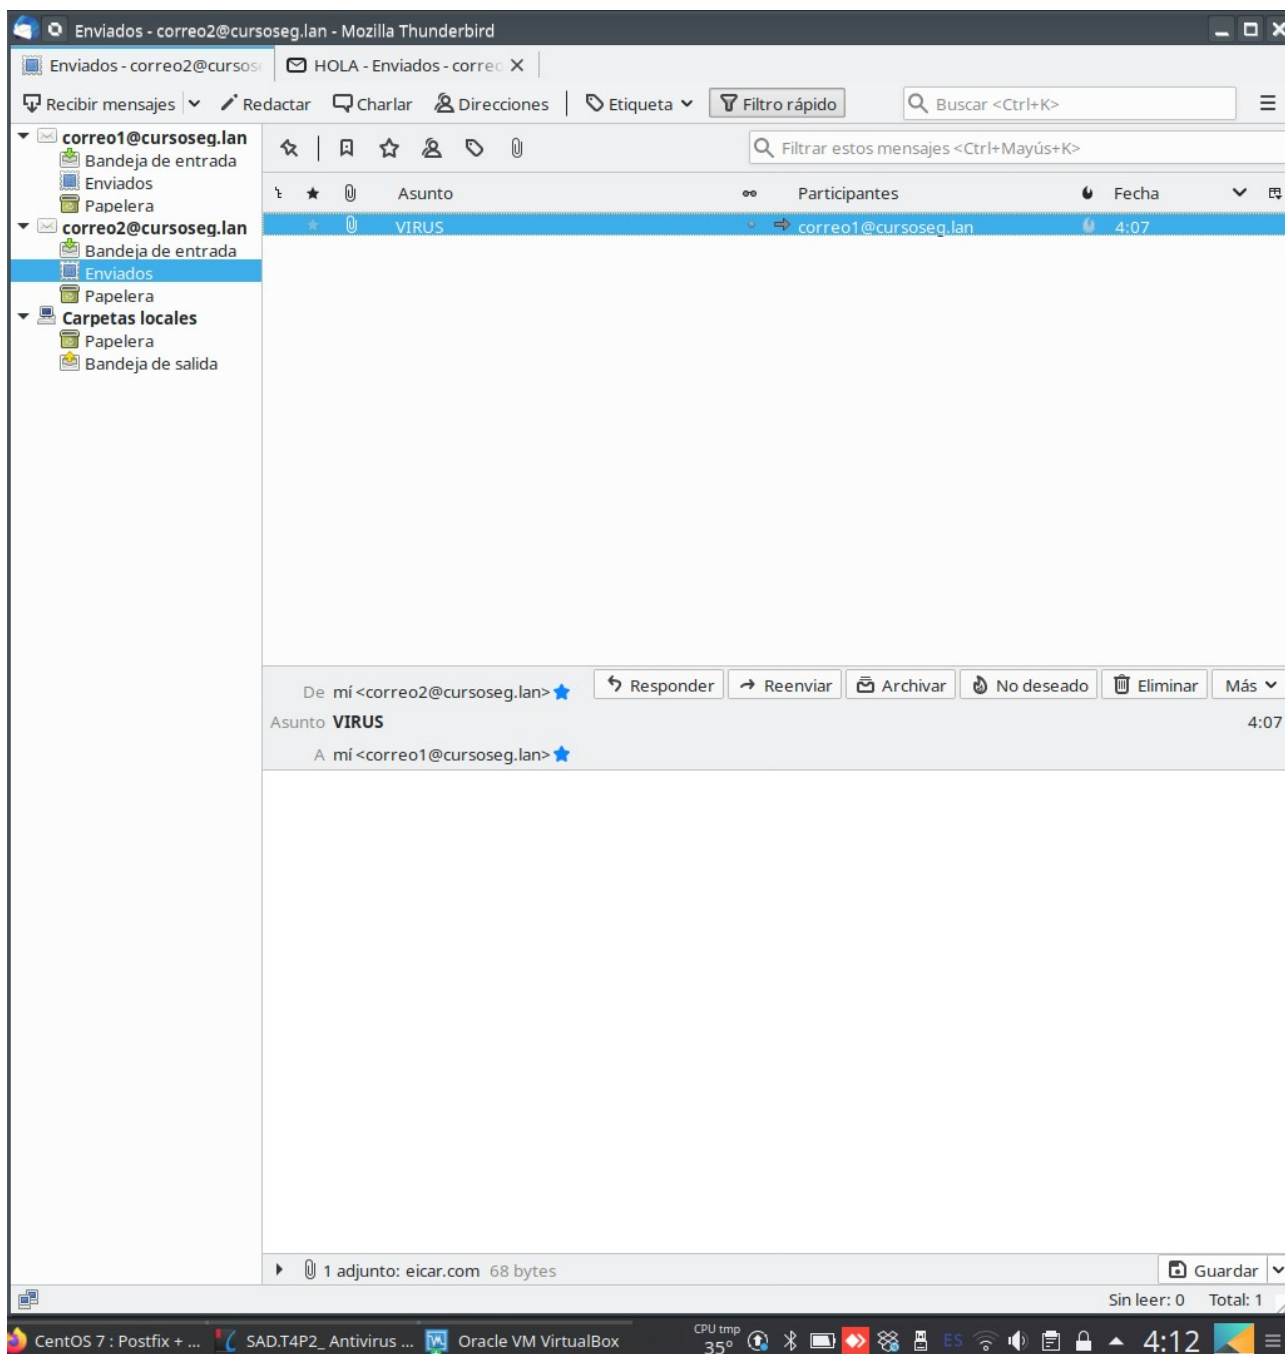 Enviados - correo2@cursoseg.lan - Mozilla Thunderbird
Enviados - correo2@cursos HOLA - Enviados - correo
Recibir mensajes Redactar Charlar Direcciones Etiqueta Filtro rápido Buscar <Ctrl+K>
correo1@cursoseg.lan
Bandeja de entrada
Enviados
Papelera
correo2@cursoseg.lan
Bandeja de entrada
Enviados
Papelera
Carpetas locales
Papelera
Bandeja de salida
Filtrar estos mensajes <Ctrl+Mayús+K>
Asunto Participantes Fecha
VIRUS correo1@cursoseg.lan 4:07
De mí <correo2@cursoseg.lan> Responder Reenviar Archivar No deseado Eliminar Más
Asunto VIRUS 4:07
A mí <correo1@cursoseg.lan>
1 adjunto: eicar.com 68 bytes Guardar
Sin leer: 0 Total: 1
CentOS 7 : Postfix + ... SAD.T4P2_ Antivirus ... Oracle VM VirtualBox CPU tmp 35° ES 4:12